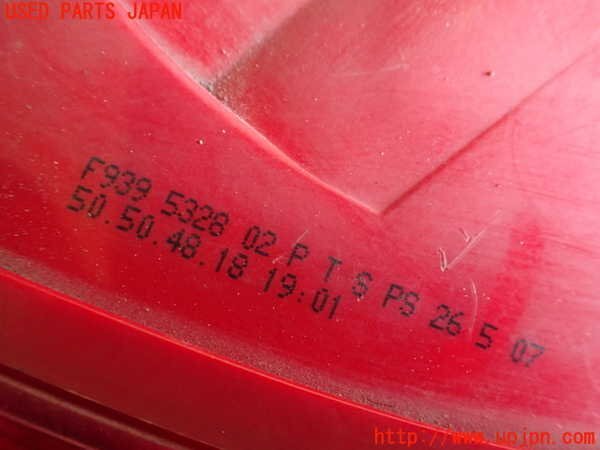 USED PARTS JAPAN
F939 5328 02 P T S PS 26 5 07
50.50.48.18 19:01
http://www.upjpn.com